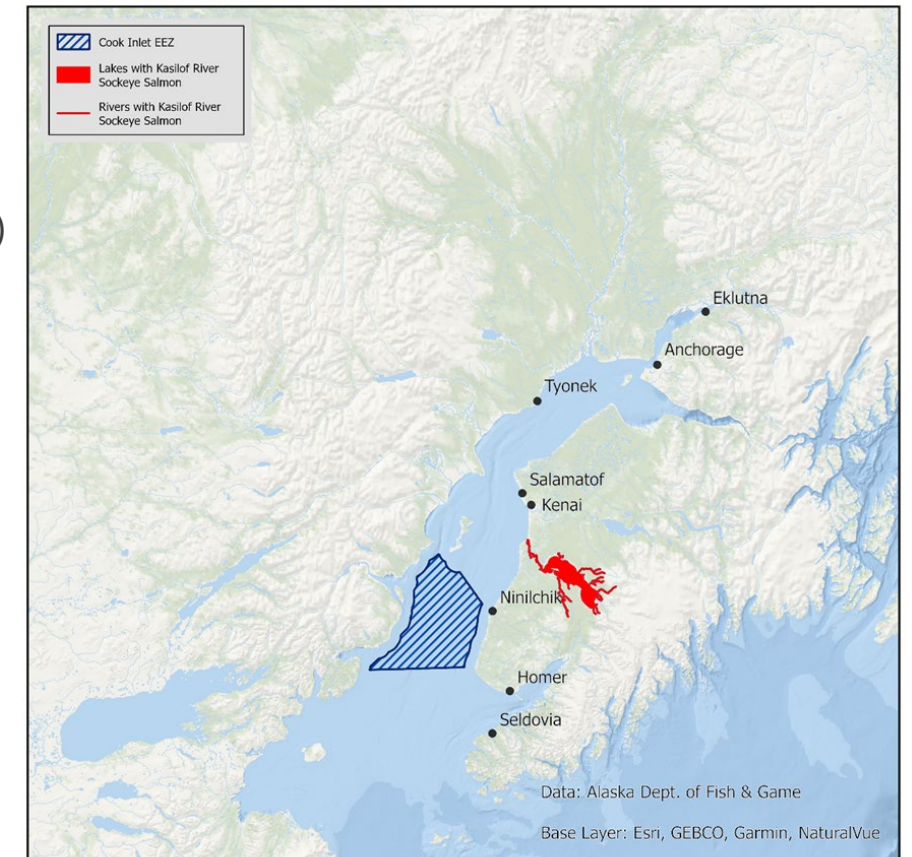 Cook Inlet EEZ
Lakes with Kasilof River
Sockeye Salmon
Rivers with Kasilof River
Sockeye Salmon
)
Eklutna
Anchorage
Tyonek
Salamatof
Kenai
Ninilchik
Homer
Seldovia
Data: Alaska Dept. of Fish & Game
Base Layer: Esri, GEBCO, Garmin, NaturalVue